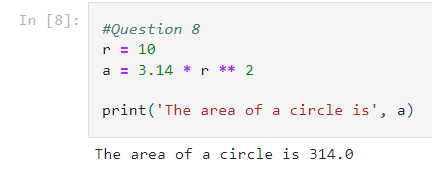 In [8]:
#Question 8
r = 10
a = 3.14 * r ** 2
print('The area of a circle is', a)
The area of a circle is 314.0